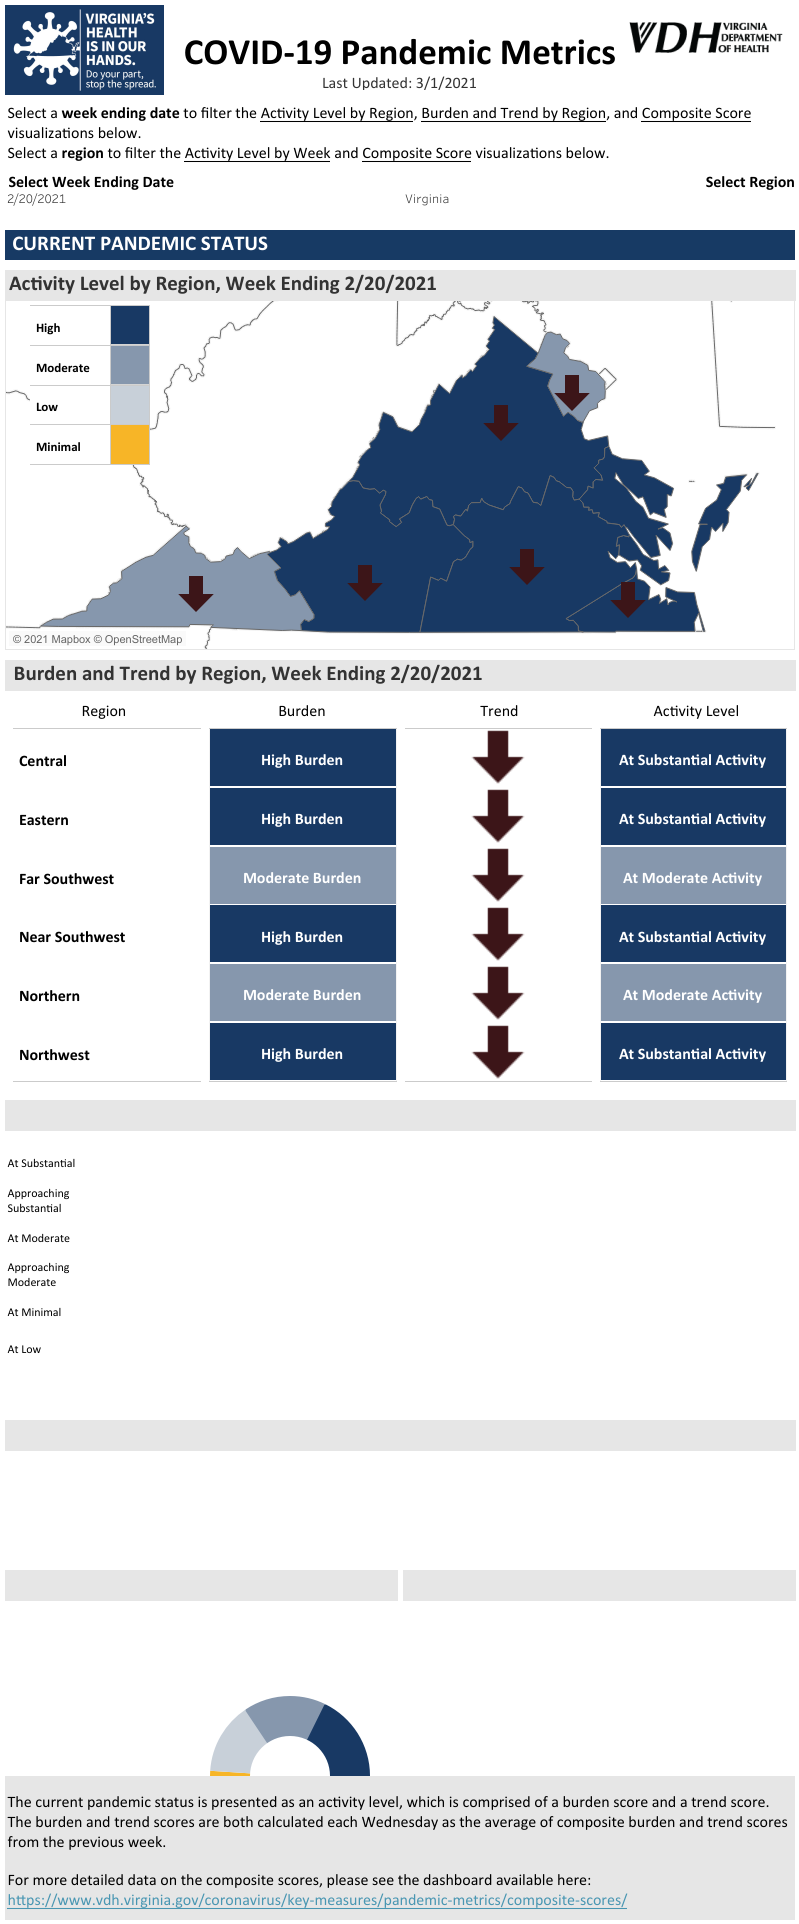 VIRGINIA'S
HEALTH
IS IN OUR
HANDS.
Do your part,
stop the spread.
COVID-19 Pandemic Metrics
Last Updated: 3/1/2021
VDH VIRGINIA
DEPARTMENT
OF HEALTH
Select a week ending date to filter the Activity Level by Region, Burden and Trend by Region, and Composite Score
visualizations below.
Select a region to filter the Activity Level by Week and Composite Score visualizations below.
Select Week Ending Date
Select Region
2/20/2021
Virginia
CURRENT PANDEMIC STATUS
Activity Level by Region, Week Ending 2/20/2021
High
Moderate
Low
Minimal
© 2021 Mapbox © OpenStreetMap
Burden and Trend by Region, Week Ending 2/20/2021
Region Burden Trend Activity Level
Central High Burden At Substantial Activity
Eastern High Burden At Substantial Activity
Far Southwest Moderate Burden At Moderate Activity
Near Southwest High Burden At Substantial Activity
Northern Moderate Burden At Moderate Activity
Northwest High Burden At Substantial Activity
At Substantial
Approaching
Substantial
At Moderate
Approaching
Moderate
At Minimal
At Low
The current pandemic status is presented as an activity level, which is comprised of a burden score and a trend score.
The burden and trend scores are both calculated each Wednesday as the average of composite burden and trend scores
from the previous week.
For more detailed data on the composite scores, please see the dashboard available here:
https://www.vdh.virginia.gov/coronavirus/key-measures/pandemic-metrics/composite-scores/